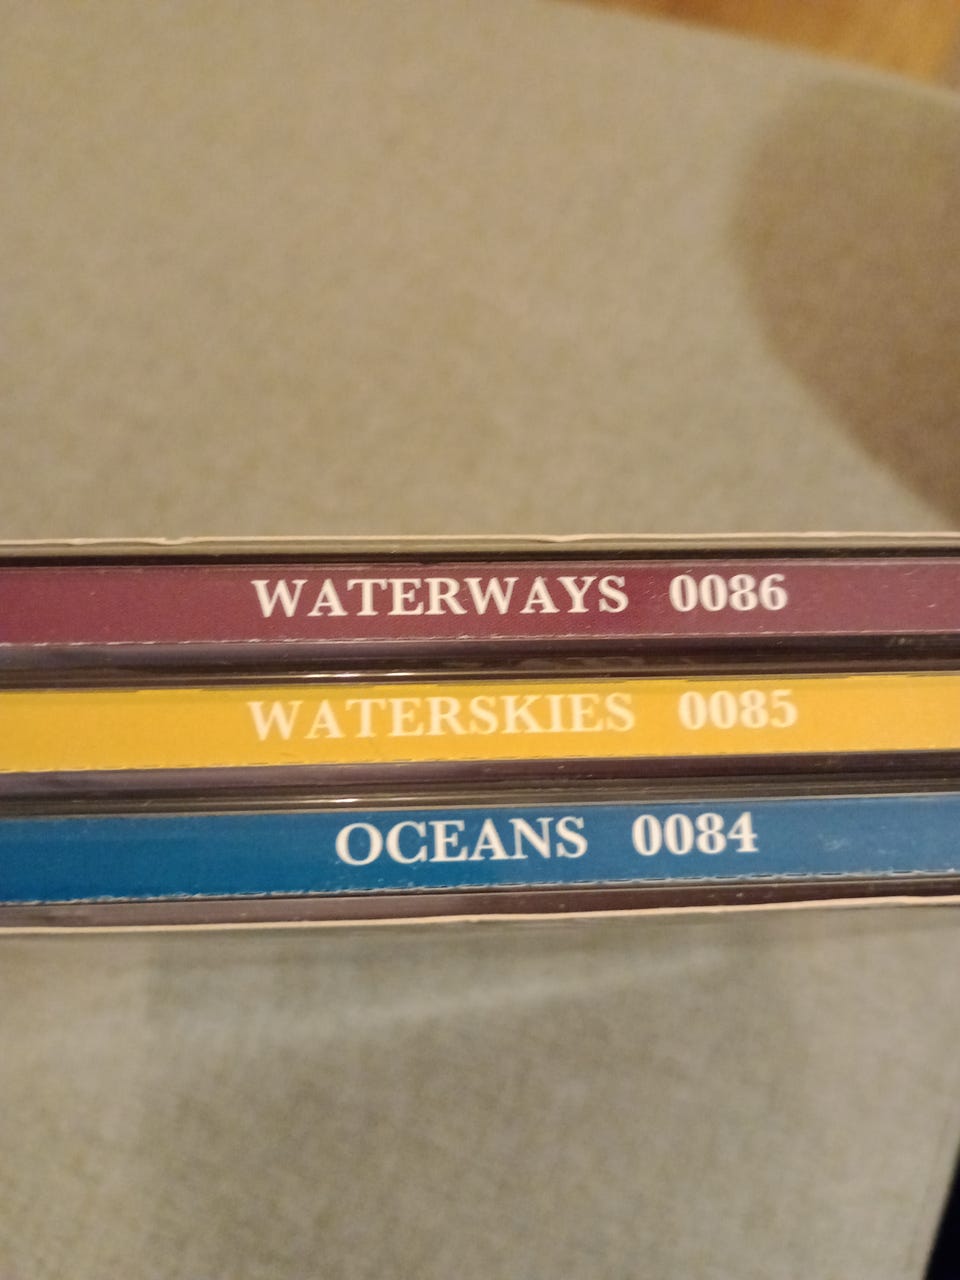 WATERWAYS 0086
WATERSKIES 0085
OCEANS 0084